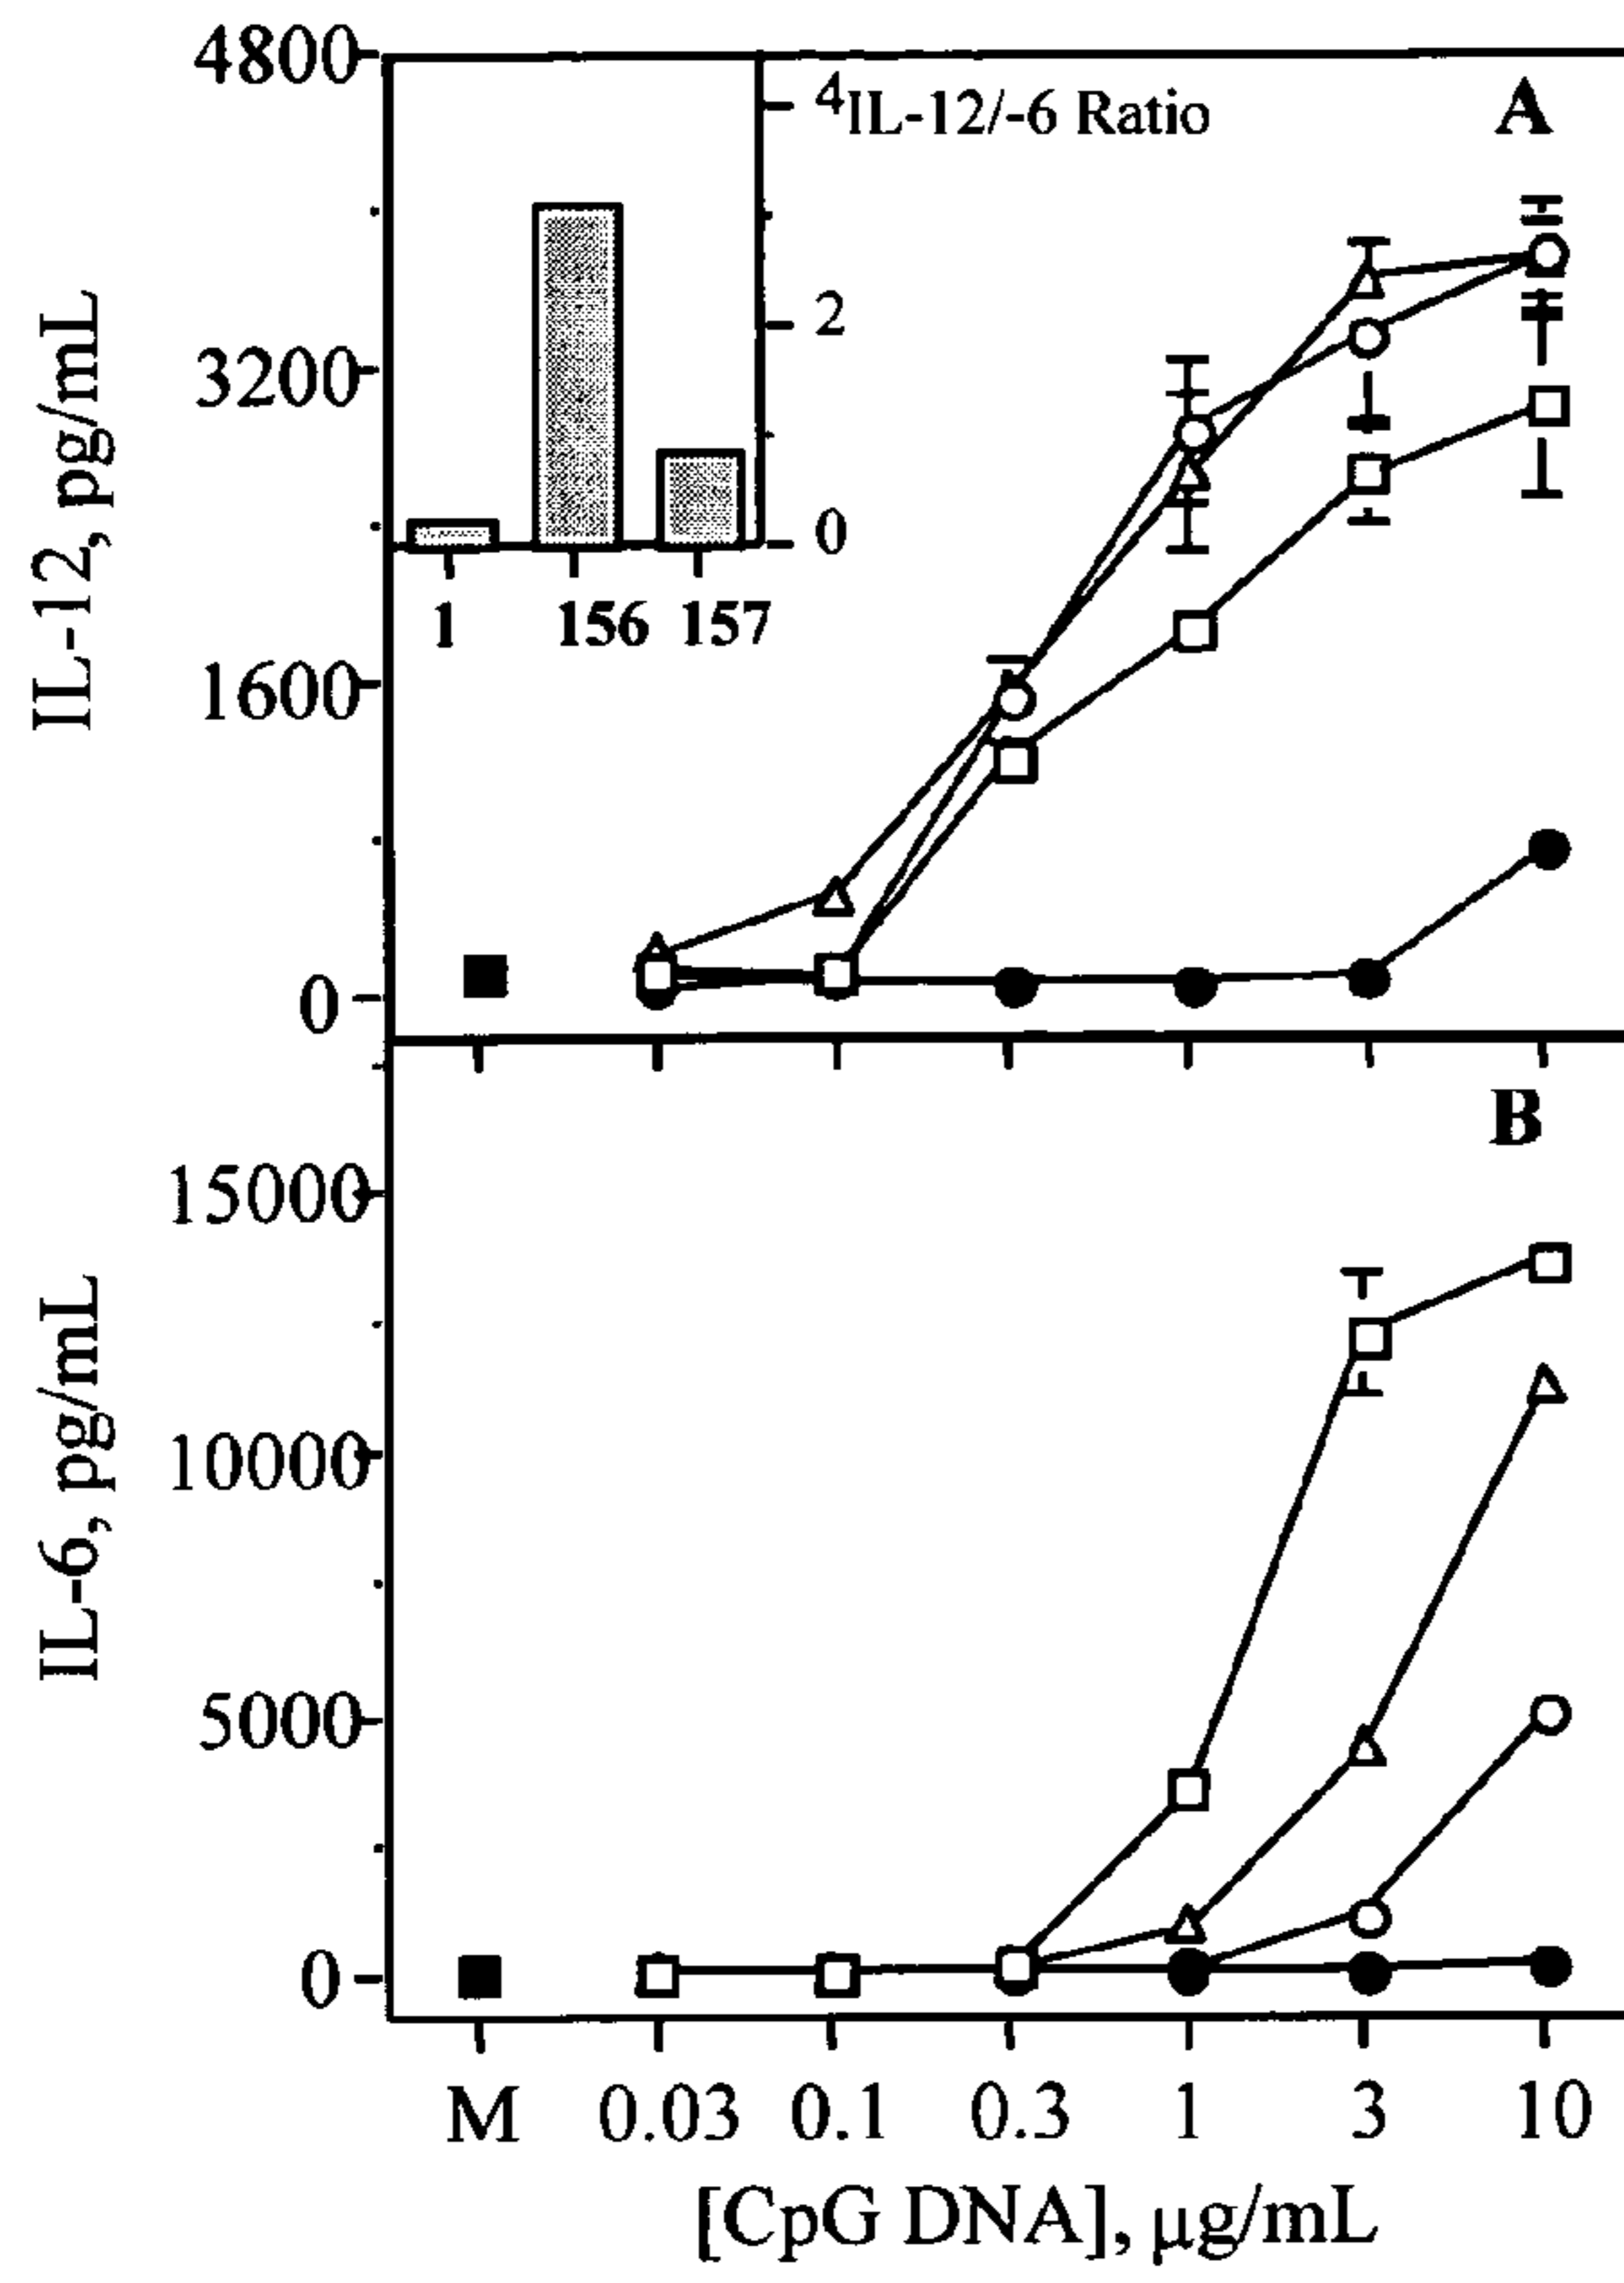 4800
4
IL-12/-6 Ratio
A
3200
2
0
1 156 157
1600
0
IL-12, pg/mL
B
15000
10000
5000
0
IL-6, pg/mL
M 0.03 0.1 0.3 1 3 10
[CpG DNA], μg/mL